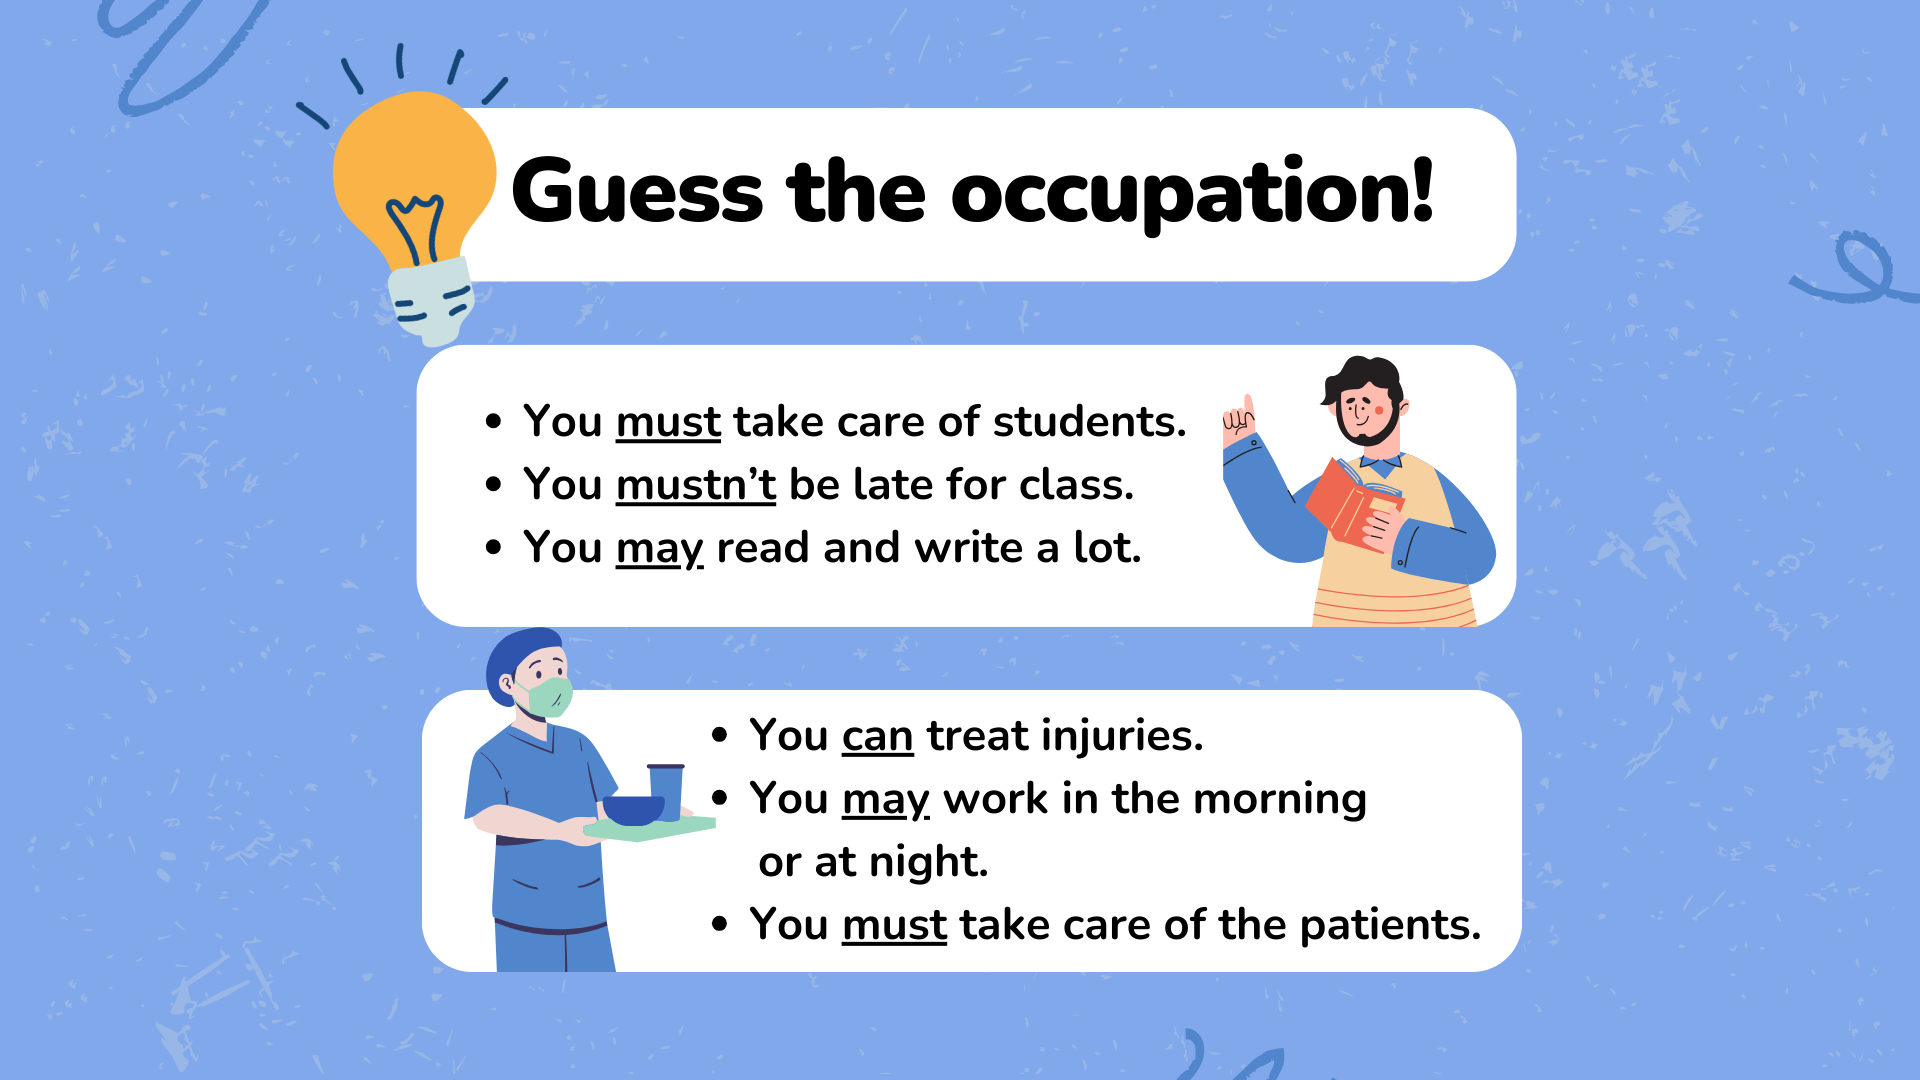 Guess the occupation!
• You must take care of students.
• You mustn’t be late for class.
• You may read and write a lot.
• You can treat injuries.
• You may work in the morning
or at night.
• You must take care of the patients.